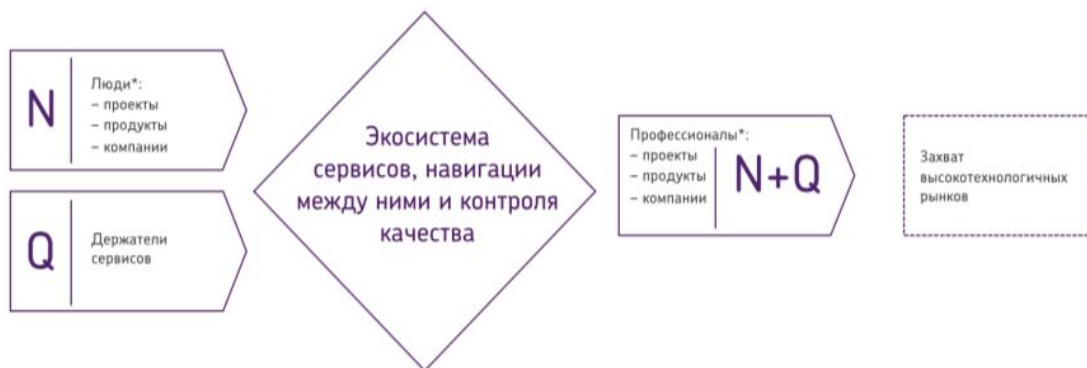 N
Люди*:
– проекты
– продукты
– компании
Q
Держатели
сервисов
Экосистема
сервисов, навигации
между ними и контроля
качества
Профессионалы*:
– проекты
– продукты
– компании
N+Q
Захват
высокотехнологичных
рынков